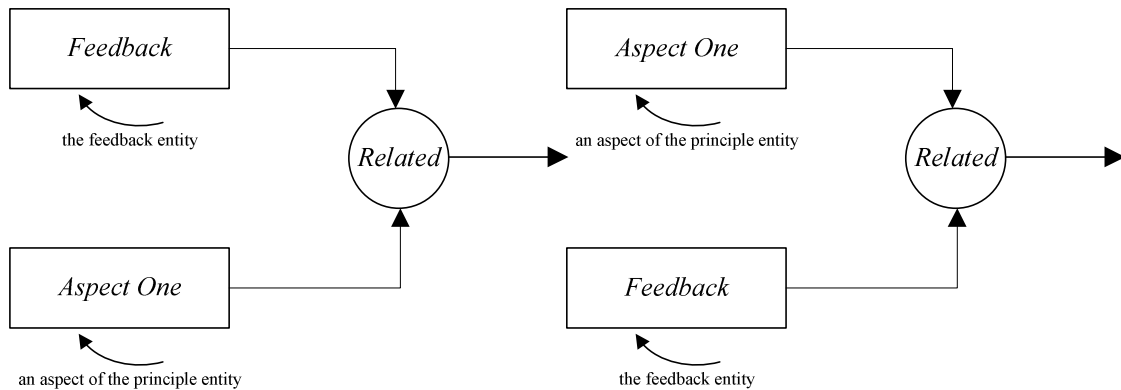 Feedback
the feedback entity
Related
Aspect One
an aspect of the principle entity
Aspect One
an aspect of the principle entity
Related
Feedback
the feedback entity